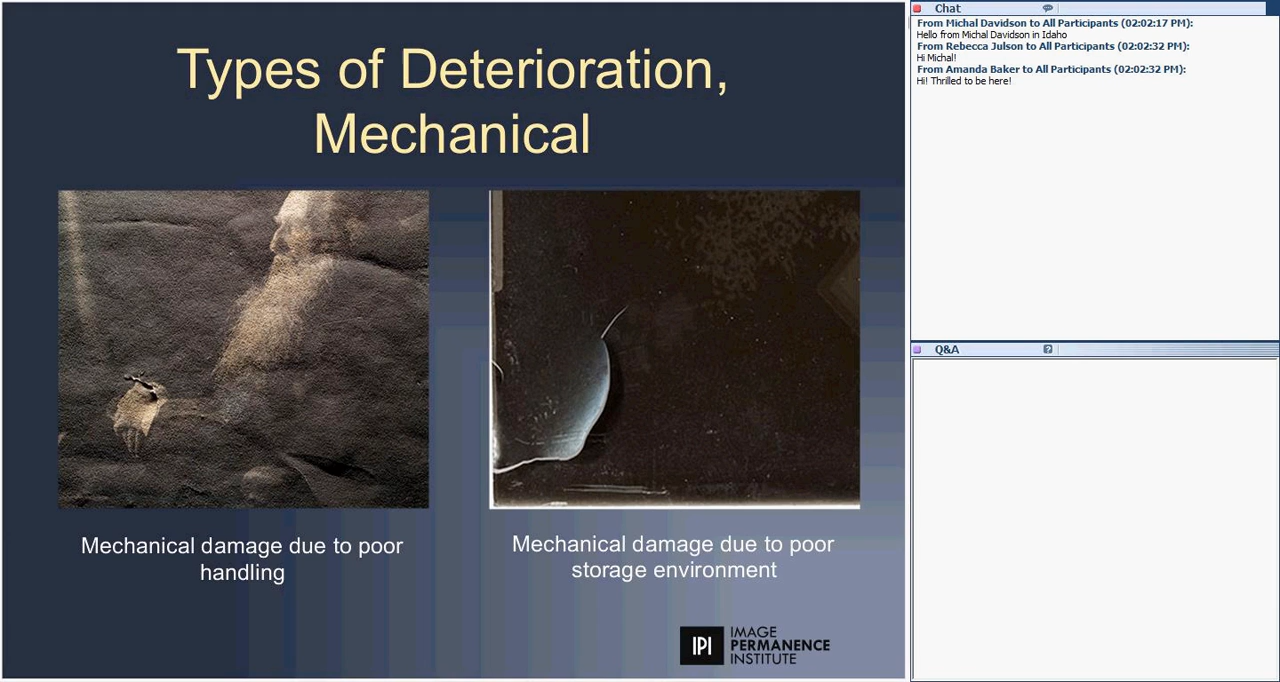 Types of Deterioration,
Mechanical
Mechanical damage due to poor
handling
Mechanical damage due to poor
storage environment
IPI
IMAGE
PERMANENCE
INSTITUTE
Chat
From Michal Davidson to All Participants (02:02:17 PM):
Hello from Michal Davidson in Idaho
From Rebecca Julson to All Participants (02:02:32 PM):
Hi Michal!
From Amanda Baker to All Participants (02:02:32 PM):
Hi! Thrilled to be here!
Q&A